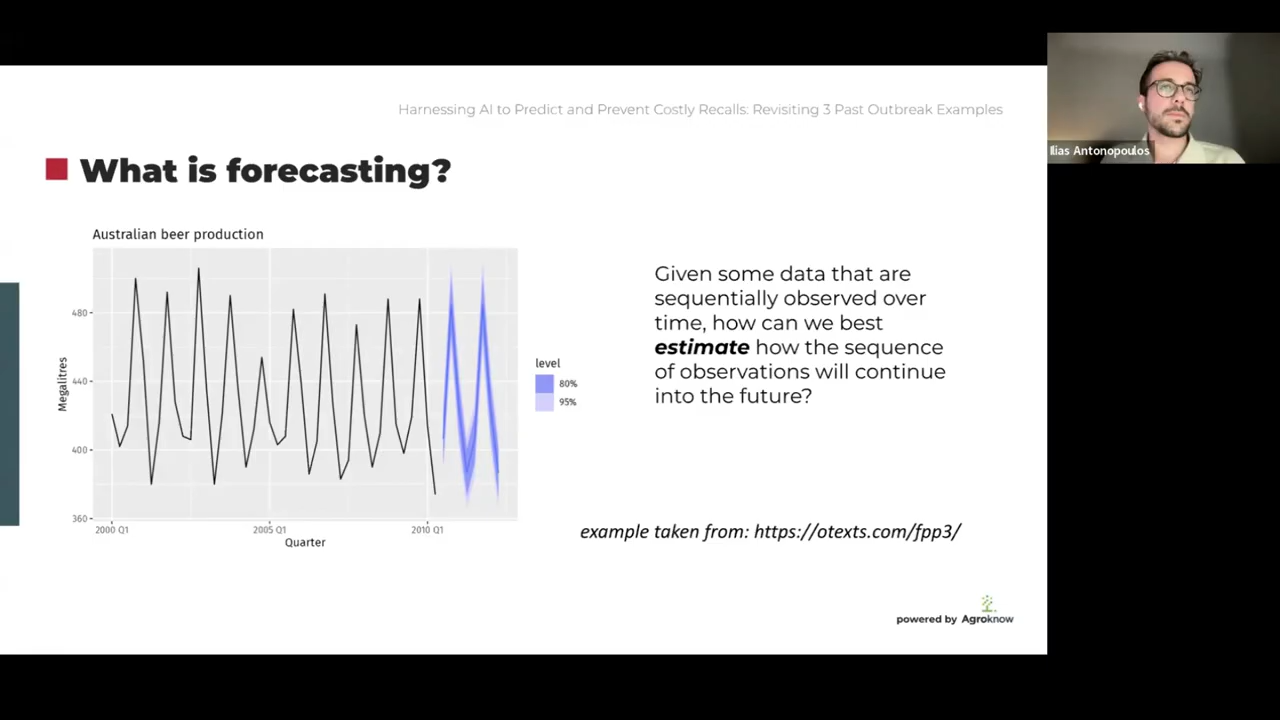 Harnessing AI to Predict and Prevent Costly Recalls: Revisiting 3 Past Outbreak Examples
Ilias Antonopoulos
What is forecasting?
Australian beer production
Megalitres
480
440
400
360
2000 Q1
2005 Q1
2010 Q1
Quarter
level
80%
95%
Given some data that are
sequentially observed over
time, how can we best
estimate how the sequence
of observations will continue
into the future?
example taken from: https://otexts.com/fpp3/
powered by Agroknow